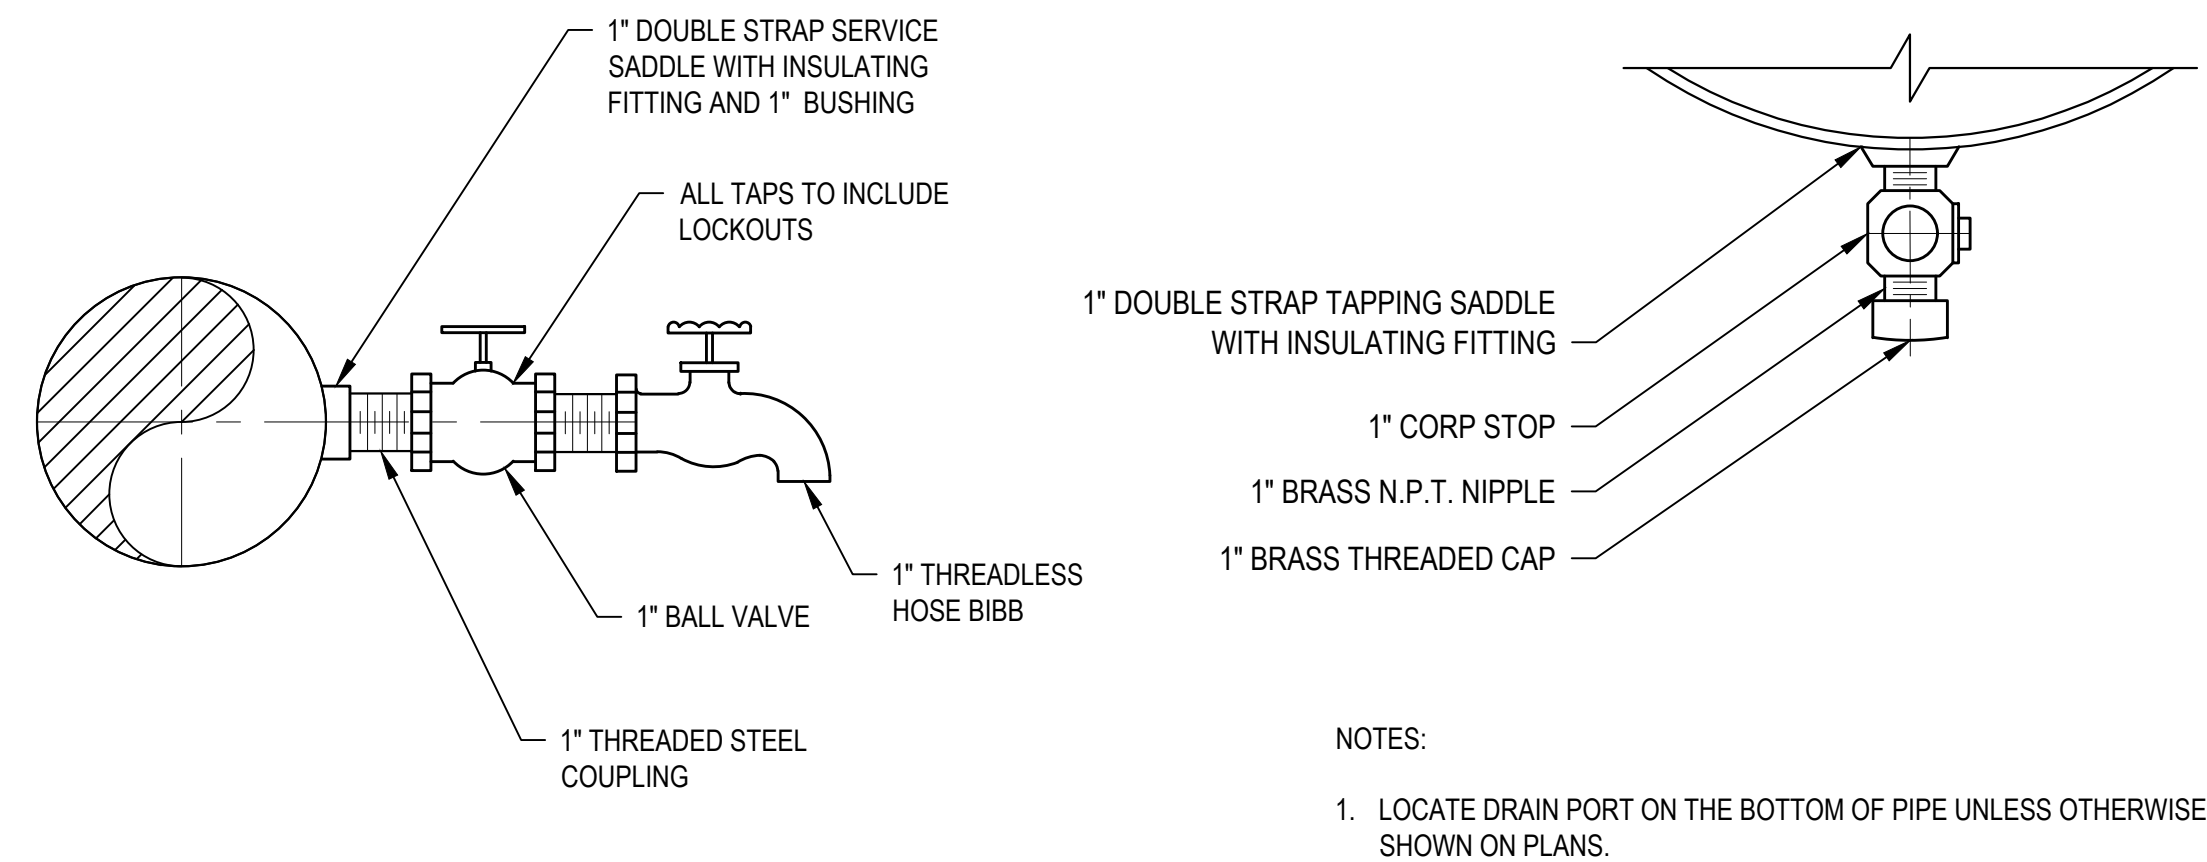 1" DOUBLE STRAP SERVICE
SADDLE WITH INSULATING
FITTING AND 1" BUSHING
ALL TAPS TO INCLUDE
LOCKOUTS
1" THREADLESS
HOSE BIBB
1" BALL VALVE
1" THREADED STEEL
COUPLING
1" DOUBLE STRAP TAPPING SADDLE
WITH INSULATING FITTING
1" CORP STOP
1" BRASS N.P.T. NIPPLE
1" BRASS THREADED CAP
NOTES:
1. LOCATE DRAIN PORT ON THE BOTTOM OF PIPE UNLESS OTHERWISE
SHOWN ON PLANS.